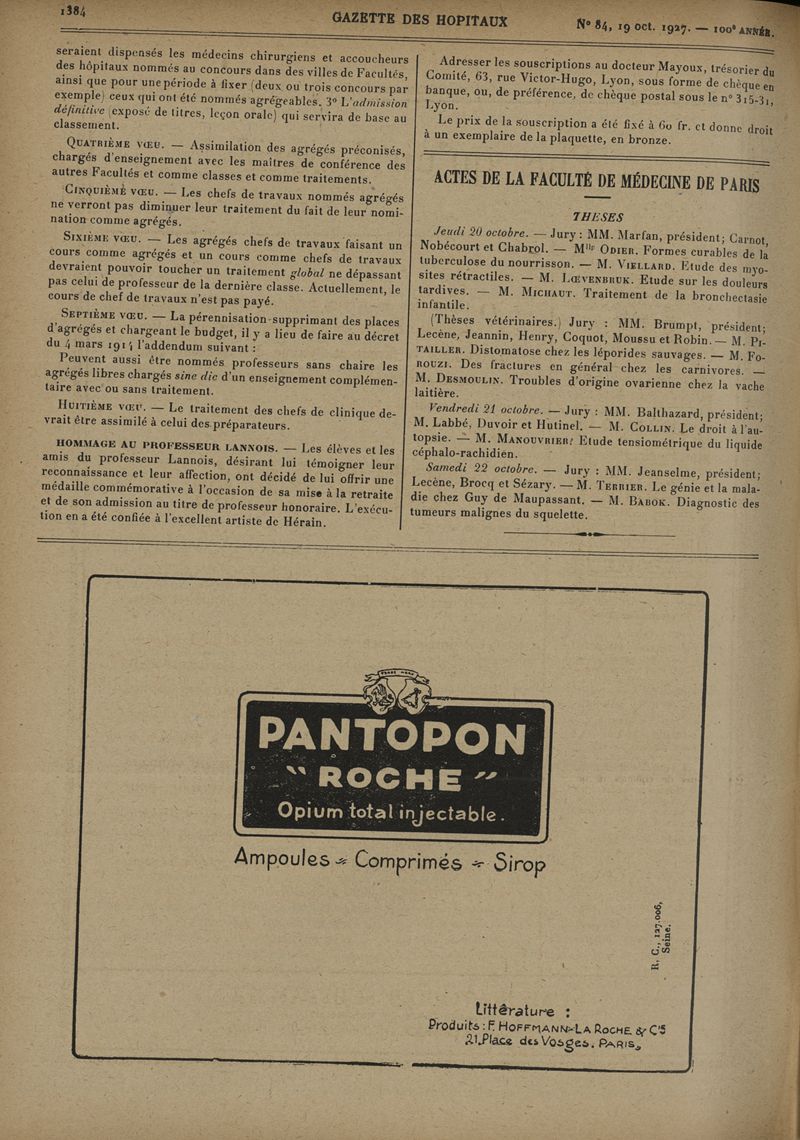 1384
GAZETTE DES HOPITAUX
N° 84, 19 oct. 1927. — 100e ANNÉE.
seraient dispensés les médecins chirurgiens et accoucheurs
des hôpitaux nommés au concours dans des villes de Facultés,
ainsi que pour une période à fixer (deux ou trois concours par
exemple) ceux qui ont été nommés agrégeables. 3° L'admission
définitive (exposé de titres, leçon orale) qui servira de base au
classement.
QUATRIÈME VŒU. — Assimilation des agrégés préconisés,
chargés d'enseignement avec les maîtres de conférence des
autres Facultés et comme classes et comme traitements.
CINQUIÈME VŒU. — Les chefs de travaux nommés agrégés
ne verront pas diminuer leur traitement du fait de leur nomi-
nation comme agrégés.
SIXIÈME VŒU. — Les agrégés chefs de travaux faisant un
cours comme agrégés et un cours comme chefs de travaux
devraient pouvoir toucher un traitement global ne dépassant
pas celui de professeur de la dernière classe. Actuellement, le
cours de chef de travaux n'est pas payé.
SEPTIÈME VŒU. — La pérennisation supprimant des places
d'agrégés et chargeant le budget, il y a lieu de faire au décret
du 4 mars 1914 l'addendum suivant :
Peuvent aussi être nommés professeurs sans chaire les
agrégés libres chargés sine die d'un enseignement complémen-
taire avec ou sans traitement.
HUITIÈME VŒU. — Le traitement des chefs de clinique de-
vrait être assimilé à celui des préparateurs.
HOMMAGE AU PROFESSEUR LANNOIS. — Les élèves et les
amis du professeur Lannois, désirant lui témoigner leur
reconnaissance et leur affection, ont décidé de lui offrir une
médaille commémorative à l'occasion de sa mise à la retraite
et de son admission au titre de professeur honoraire. L'exécu-
tion en a été confiée à l'excellent artiste de Hérain.
Adresser les souscriptions au docteur Mayoux, trésorier du
Comité, 63, rue Victor-Hugo, Lyon, sous forme de chèque en
banque, ou, de préférence, de chèque postal sous le n° 315-31,
Lyon.
Le prix de la souscription a été fixé à 60 fr. et donne droit
à un exemplaire de la plaquette, en bronze.
ACTES DE LA FACULTÉ DE MÉDECINE DE PARIS
THÈSES
Jeudi 20 octobre. — Jury : MM. Marfan, président; Carnot,
Nobécourt et Chabrol. — Mlle ODIER. Formes curables de la
tuberculose du nourrisson. — M. VIELLARD. Etude des myo-
sites rétractiles. — M. LŒVENBRUK. Etude sur les douleurs
tardives. — M. MICHAUT. Traitement de la bronchectasie
infantile.
(Thèses vétérinaires.) Jury : MM. Brumpt, président;
Lecène, Jeannin, Henry, Coquot, Moussu et Robin. — M. PI-
TAILLER. Distomatose chez les léporides sauvages. — M. FO-
ROUZI. Des fractures en général chez les carnivores. —
M. DESMOULIN. Troubles d'origine ovarienne chez la vache
laitière.
Vendredi 21 octobre. — Jury : MM. Balthazard, président;
M. Labbé, Duvoir et Hutinel. — M. COLLIN. Le droit à l'au-
topsie. — M. MANOUVRIER. Etude tensiométrique du liquide
céphalo-rachidien.
Samedi 22 octobre. — Jury : MM. Jeanselme, président;
Lecène, Brocq et Sézary. — M. TERRIER. Le génie et la mala-
die chez Guy de Maupassant. — M. BABOK. Diagnostic des
tumeurs malignes du squelette.
PANTOPON
"ROCHE"
Opium total injectable.
Ampoules - Comprimés - Sirop
R. C., 127.006,
Seine.
Littérature :
Produits : F. HOFFMANN-LA ROCHE & Cie
21, Place des Vosges. PARIS.